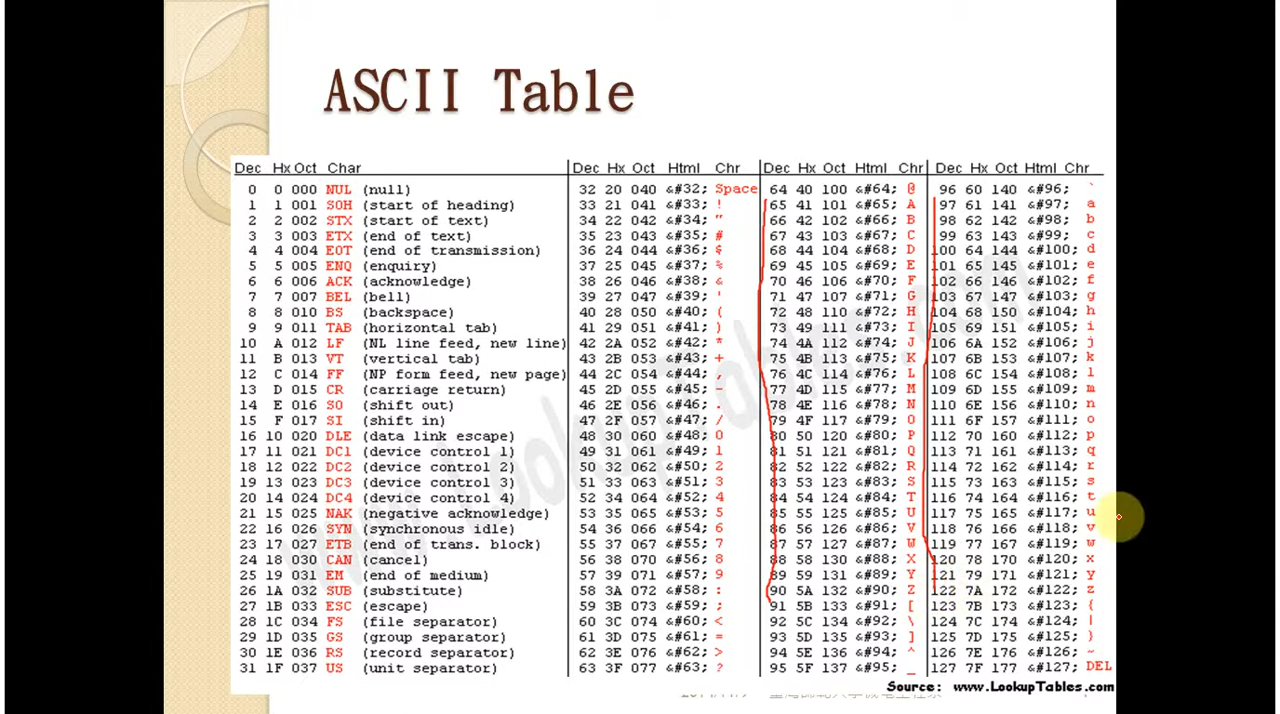 ASCII Table
Dec Hx Oct Char Dec Hx Oct Html Chr Dec Hx Oct Html Chr Dec Hx Oct Html Chr
0 0 000 NUL (null) 32 20 040 &#32; Space 64 40 100 &#64; @ 96 60 140 &#96; `
1 1 001 SOH (start of heading) 33 21 041 &#33; ! 65 41 101 &#65; A 97 61 141 &#97; a
2 2 002 STX (start of text) 34 22 042 &#34; " 66 42 102 &#66; B 98 62 142 &#98; b
3 3 003 ETX (end of text) 35 23 043 &#35; # 67 43 103 &#67; C 99 63 143 &#99; c
4 4 004 EOT (end of transmission) 36 24 044 &#36; $ 68 44 104 &#68; D 100 64 144 &#100; d
5 5 005 ENQ (enquiry) 37 25 045 &#37; % 69 45 105 &#69; E 101 65 145 &#101; e
6 6 006 ACK (acknowledge) 38 26 046 &#38; & 70 46 106 &#70; F 102 66 146 &#102; f
7 7 007 BEL (bell) 39 27 047 &#39; ' 71 47 107 &#71; G 103 67 147 &#103; g
8 8 010 BS (backspace) 40 28 050 &#40; ( 72 48 110 &#72; H 104 68 150 &#104; h
9 9 011 TAB (horizontal tab) 41 29 051 &#41; ) 73 49 111 &#73; I 105 69 151 &#105; i
10 A 012 LF (NL line feed, new line) 42 2A 052 &#42; * 74 4A 112 &#74; J 106 6A 152 &#106; j
11 B 013 VT (vertical tab) 43 2B 053 &#43; + 75 4B 113 &#75; K 107 6B 153 &#107; k
12 C 014 FF (NP form feed, new page) 44 2C 054 &#44; , 76 4C 114 &#76; L 108 6C 154 &#108; l
13 D 015 CR (carriage return) 45 2D 055 &#45; - 77 4D 115 &#77; M 109 6D 155 &#109; m
14 E 016 SO (shift out) 46 2E 056 &#46; . 78 4E 116 &#78; N 110 6E 156 &#110; n
15 F 017 SI (shift in) 47 2F 057 &#47; / 79 4F 117 &#79; O 111 6F 157 &#111; o
16 10 020 DLE (data link escape) 48 30 060 &#48; 0 80 50 120 &#80; P 112 70 160 &#112; p
17 11 021 DC1 (device control 1) 49 31 061 &#49; 1 81 51 121 &#81; Q 113 71 161 &#113; q
18 12 022 DC2 (device control 2) 50 32 062 &#50; 2 82 52 122 &#82; R 114 72 162 &#114; r
19 13 023 DC3 (device control 3) 51 33 063 &#51; 3 83 53 123 &#83; S 115 73 163 &#115; s
20 14 024 DC4 (device control 4) 52 34 064 &#52; 4 84 54 124 &#84; T 116 74 164 &#116; t
21 15 025 NAK (negative acknowledge) 53 35 065 &#53; 5 85 55 125 &#85; U 117 75 165 &#117; u
22 16 026 SYN (synchronous idle) 54 36 066 &#54; 6 86 56 126 &#86; V 118 76 166 &#118; v
23 17 027 ETB (end of trans. block) 55 37 067 &#55; 7 87 57 127 &#87; W 119 77 167 &#119; w
24 18 030 CAN (cancel) 56 38 070 &#56; 8 88 58 130 &#88; X 120 78 170 &#120; x
25 19 031 EM (end of medium) 57 39 071 &#57; 9 89 59 131 &#89; Y 121 79 171 &#121; y
26 1A 032 SUB (substitute) 58 3A 072 &#58; : 90 5A 132 &#90; Z 122 7A 172 &#122; z
27 1B 033 ESC (escape) 59 3B 073 &#59; ; 91 5B 133 &#91; [ 123 7B 173 &#123; {
28 1C 034 FS (file separator) 60 3C 074 &#60; < 92 5C 134 &#92; \ 124 7C 174 &#124; |
29 1D 035 GS (group separator) 61 3D 075 &#61; = 93 5D 135 &#93; ] 125 7D 175 &#125; }
30 1E 036 RS (record separator) 62 3E 076 &#62; > 94 5E 136 &#94; ^ 126 7E 176 &#126; ~
31 1F 037 US (unit separator) 63 3F 077 &#63; ? 95 5F 137 &#95; _ 127 7F 177 &#127; DEL
Source: www.LookupTables.com